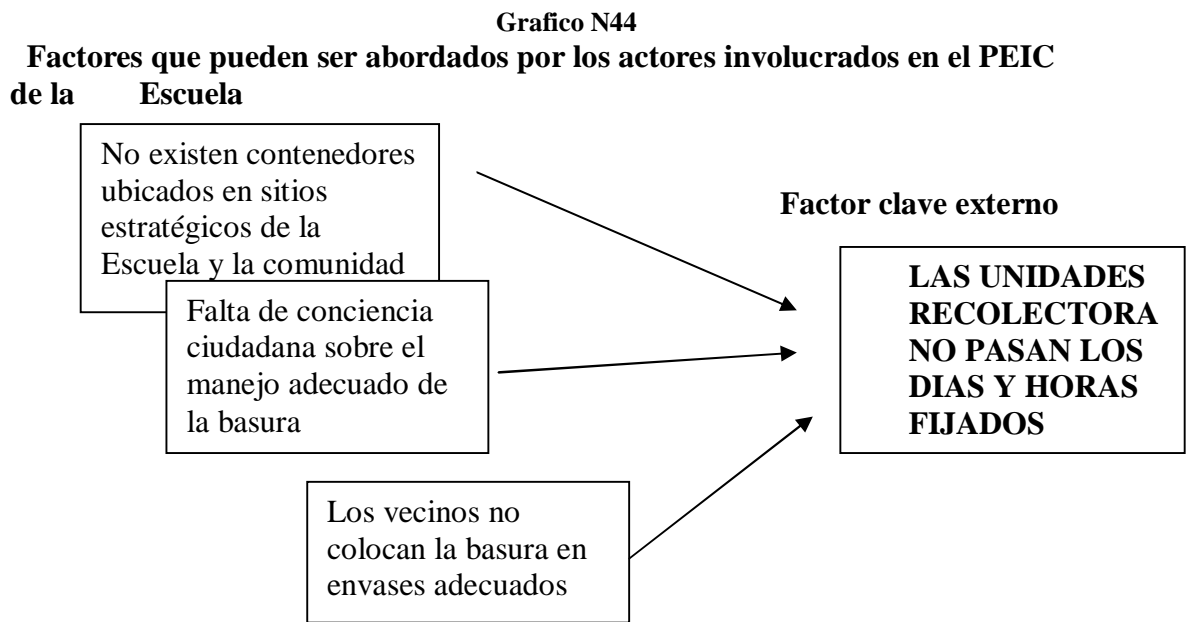 Grafico N44
Factores que pueden ser abordados por los actores involucrados en el PEIC
de la Escuela
No existen contenedores
ubicados en sitios
estratégicos de la
Escuela y la comunidad
Falta de conciencia
ciudadana sobre el
manejo adecuado de
la basura
Los vecinos no
colocan la basura en
envases adecuados
Factor clave externo
LAS UNIDADES
RECOLECTORA
NO PASAN LOS
DIAS Y HORAS
FIJADOS